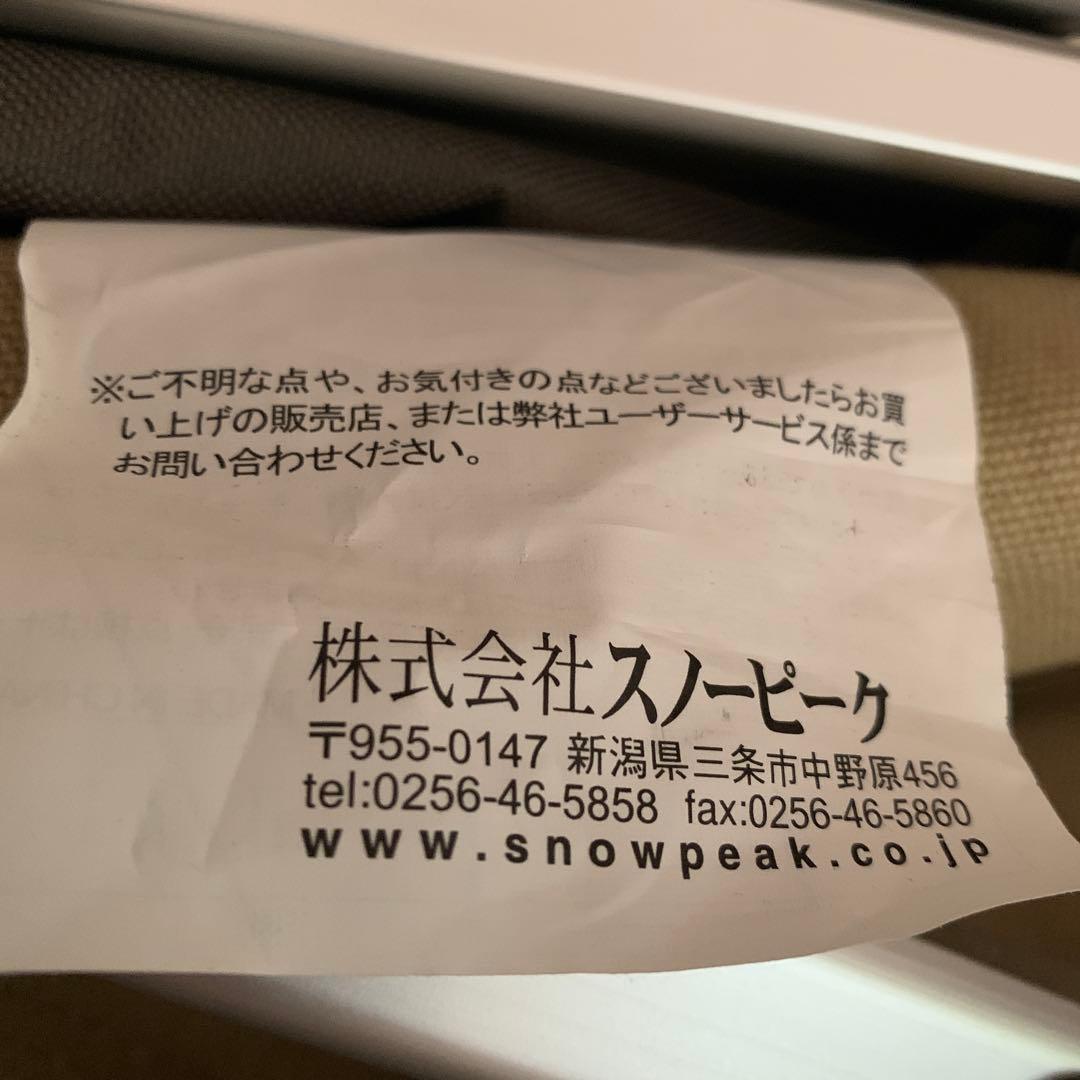 ※ご不明な点や、お気付きの点などございましたらお買
い上げの販売店、または弊社ユーザーサービス係まで
お問い合わせください。
株式会社スノーピーク
〒955-0147 新潟県三条市中野原456
tel:0256-46-5858 fax:0256-46-5860
www.snowpeak.co.jp